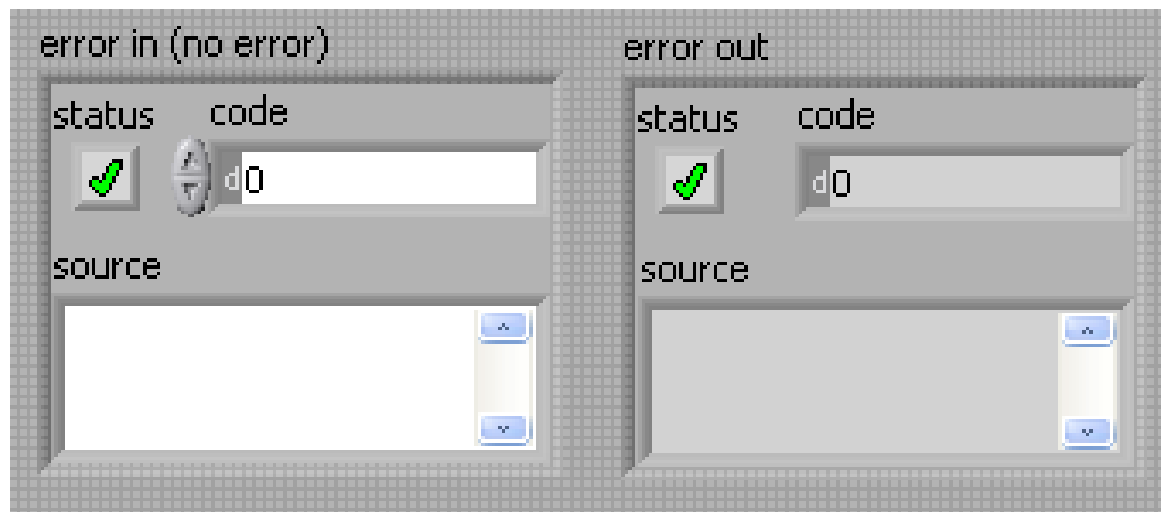 error in (no error)
status code
d0
source
error out
status code
d0
source